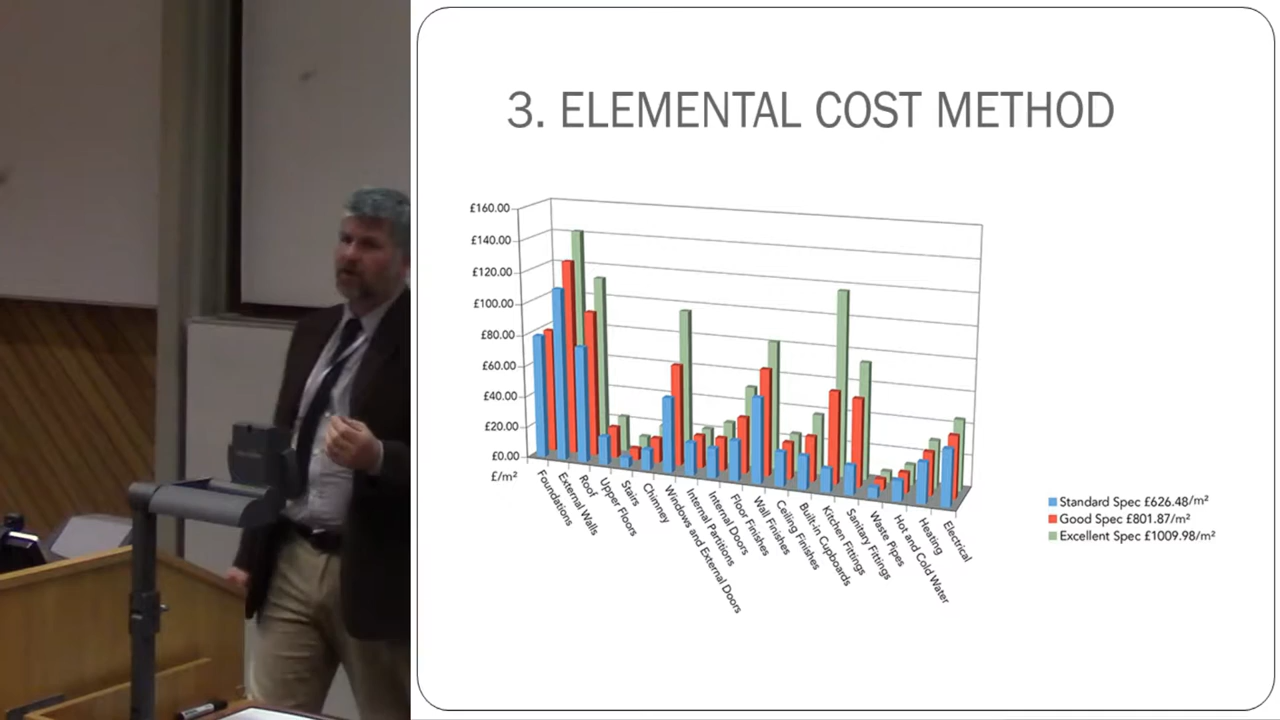 3. ELEMENTAL COST METHOD
£160.00
£140.00
£120.00
£100.00
£80.00
£60.00
£40.00
£20.00
£0.00
£/m²
Foundations
External Walls
Roof
Upper Floors
Stairs
Chimney
Windows and External Doors
Internal Partitions
Internal Doors
Floor Finishes
Wall Finishes
Ceiling Finishes
Built-in Cupboards
Kitchen Fittings
Sanitary Fittings
Waste Pipes
Hot and Cold Water
Heating
Electrical
Standard Spec £626.48/m²
Good Spec £801.87/m²
Excellent Spec £1009.98/m²